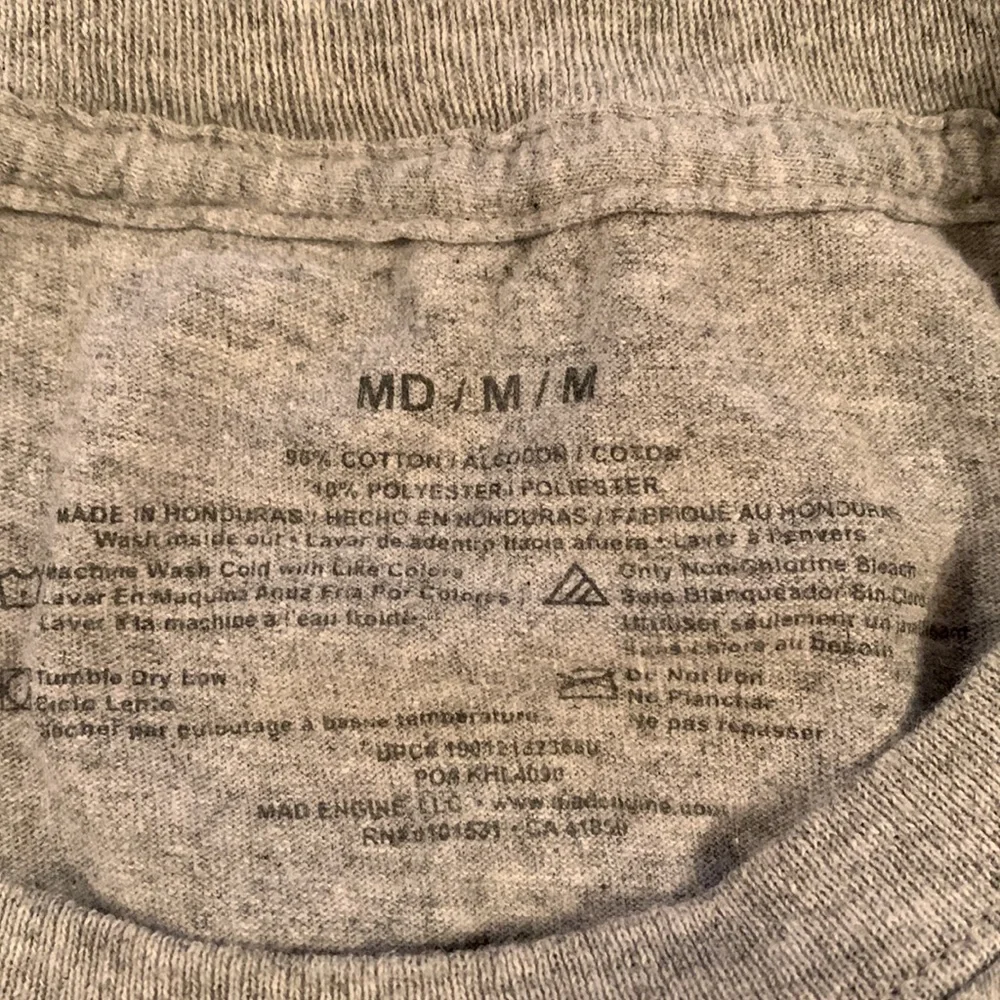 MD / M / M
COTTON / ALGODON / COTON
10% POLYESTER / POLIESTER
MADE IN HONDURAS / HECHO EN HONDURAS / FABRIQUE AU HONDURAS
Wash inside out • Lavar de adentro hacia afuera • Laver à l'envers
Machine Wash Cold with Like Colors
Lavar En Maquina Agua Fria Por Colores
Laver à la machine à l'eau froide
Only Non-Chlorine Bleach
Solo Blanqueador Sin Cloro
Utiliser seulement un javellisant
Sans Chlore au Besoin
Tumble Dry Low
Ciclo Lento
Sécher par culbutage à basse température
Do Not Iron
No Planchar
Ne pas repasser
UPC#
PO# KHL4090
MAD ENGINE, LLC • www.madengine.com